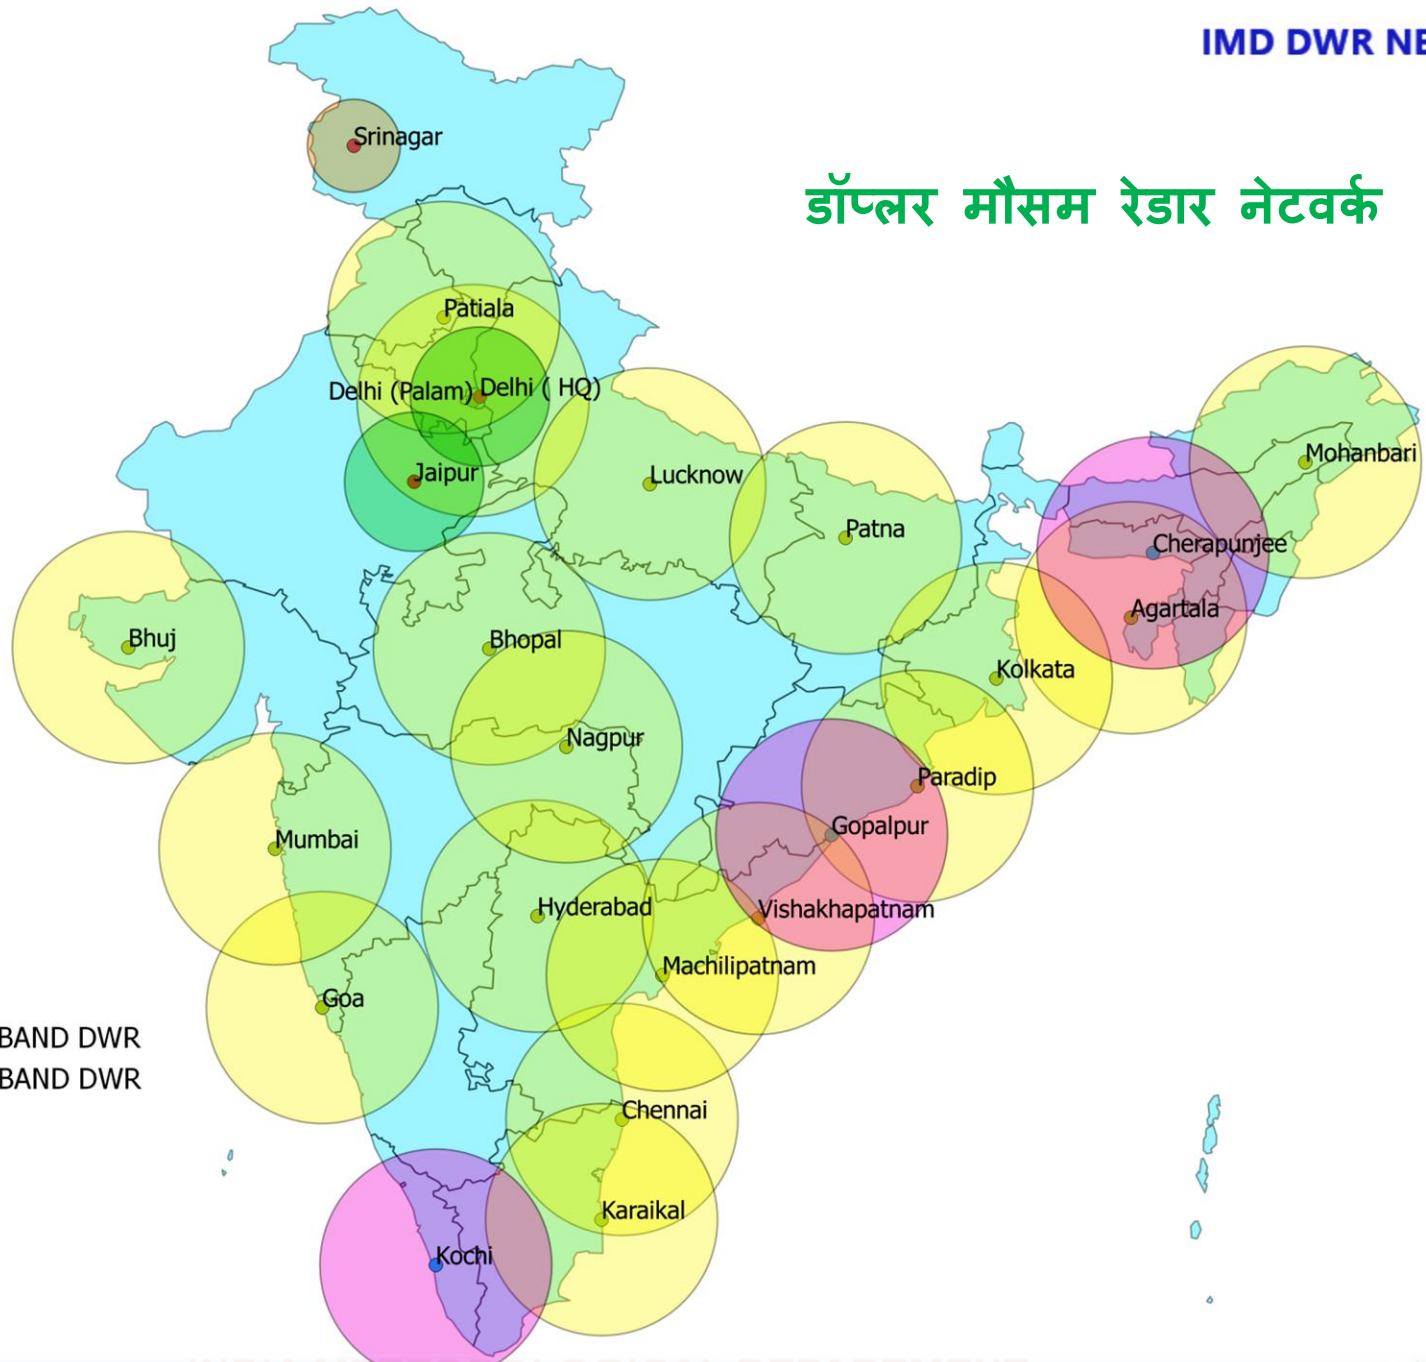 IMD DWR NE
Srinagar
डॉप्लर मौसम रेडार नेटवर्क
Patiala
Delhi (Palam)
Delhi ( HQ)
Jaipur
Lucknow
Mohanbari
Patna
Cherapunjee
Agartala
Bhuj
Bhopal
Kolkata
Nagpur
Paradip
Gopalpur
Mumbai
Hyderabad
Vishakhapatnam
Machilipatnam
Goa
BAND DWR
BAND DWR
Chennai
Karaikal
Kochi